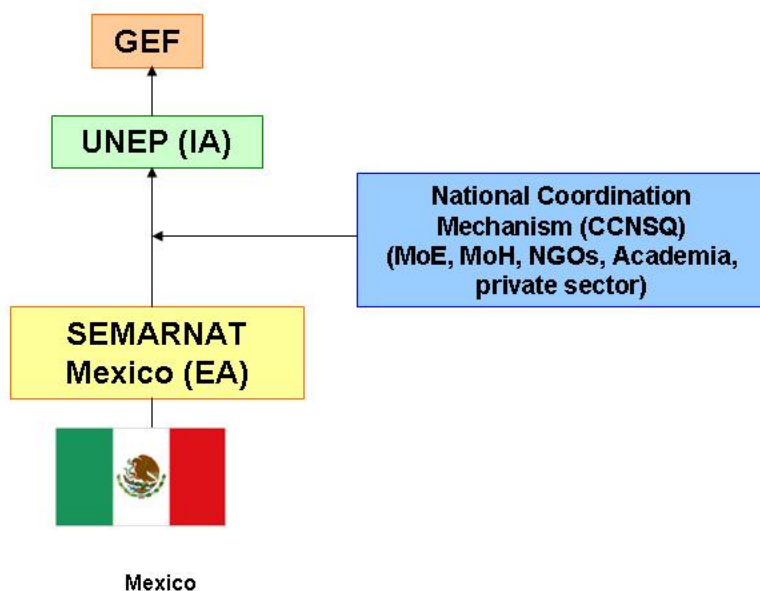 GEF
UNEP (IA)
National Coordination
Mechanism (CCNSQ)
(MoE, MoH, NGOs, Academia,
private sector)
SEMARNAT
Mexico (EA)
Mexico